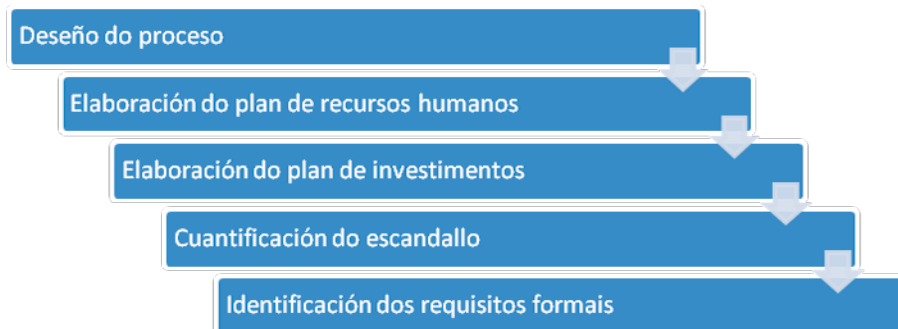 Deseño do proceso
Elaboración do plan de recursos humanos
Elaboración do plan de investimentos
Cuantificación do escandallo
Identificación dos requisitos formais